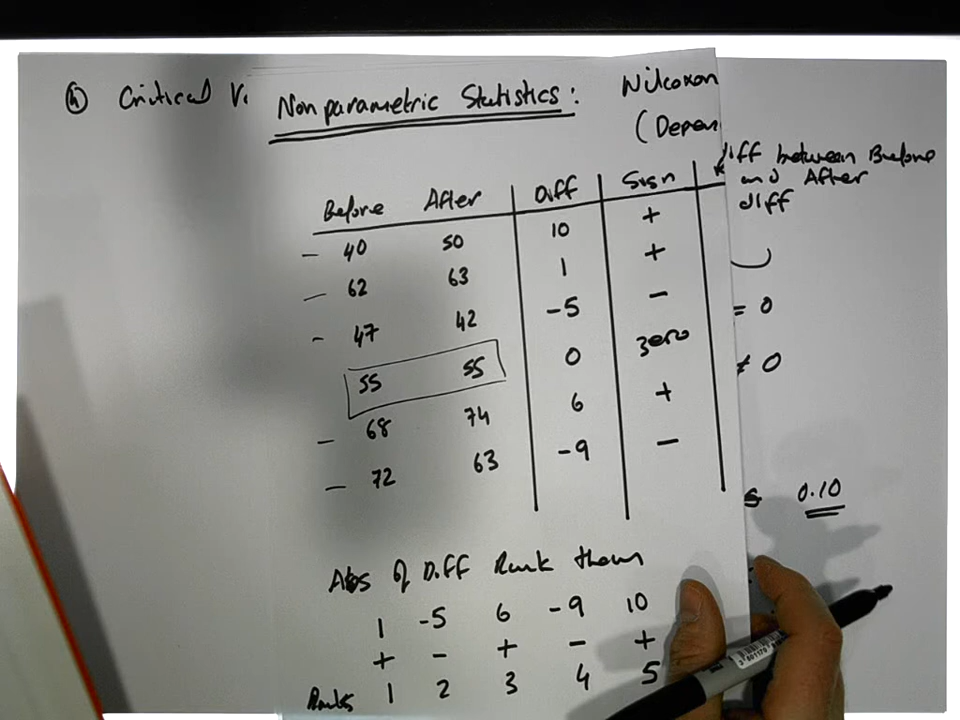 (4) Critical V
Nonparametric Statistics: Wilcoxon
(Depen
diff between Before
and After
diff
Before After Diff Sign
- 40 50 10 +
- 62 63 1 +
- 47 42 -5 -
55 55 0 zero
- 68 74 6 +
- 72 63 -9 -
= 0
≠ 0
0.10
Abs of Diff Rank them
1 -5 6 -9 10
+ - + - +
Ranks 1 2 3 4 5